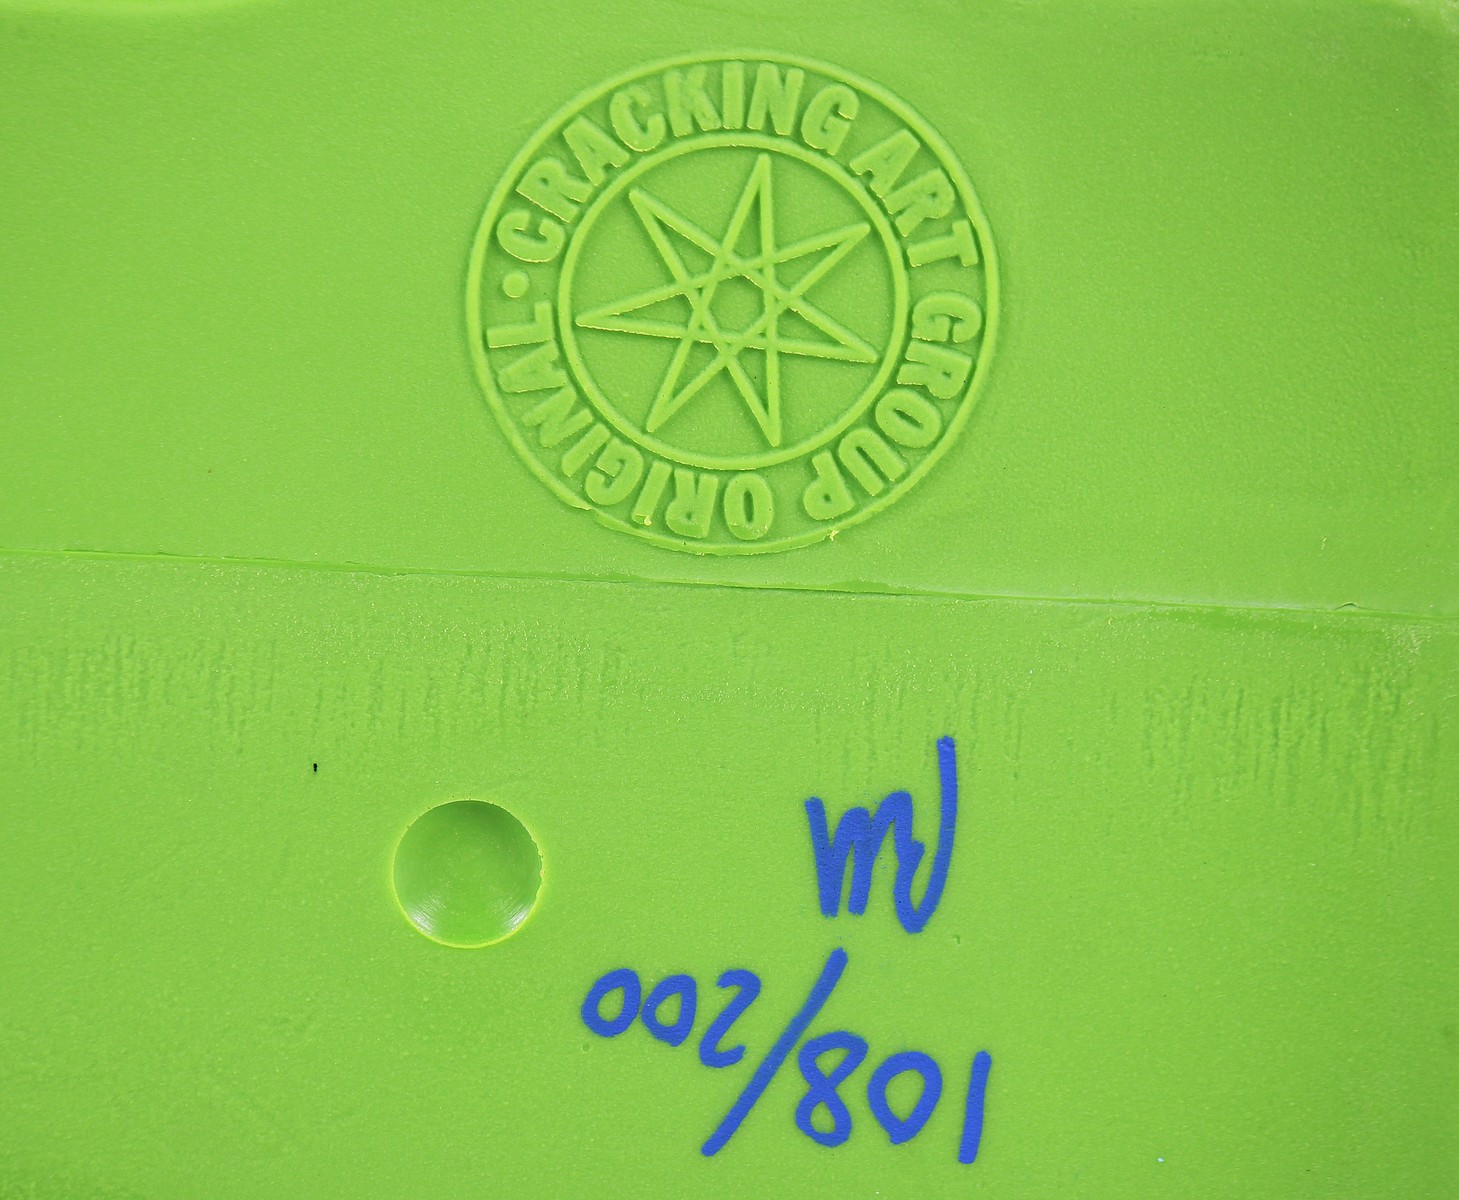 CRACKING ART GROUP ORIGINAL •
108/200